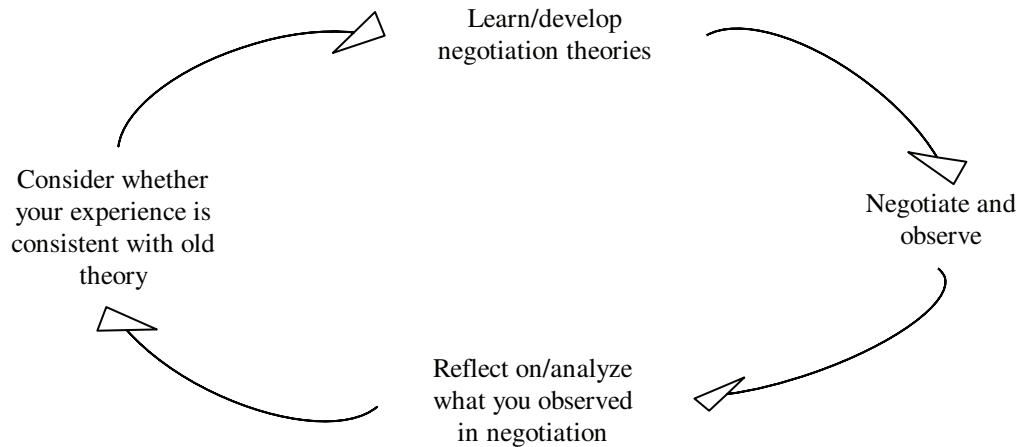 Learn/develop
negotiation theories
Negotiate and
observe
Reflect on/analyze
what you observed
in negotiation
Consider whether
your experience is
consistent with old
theory